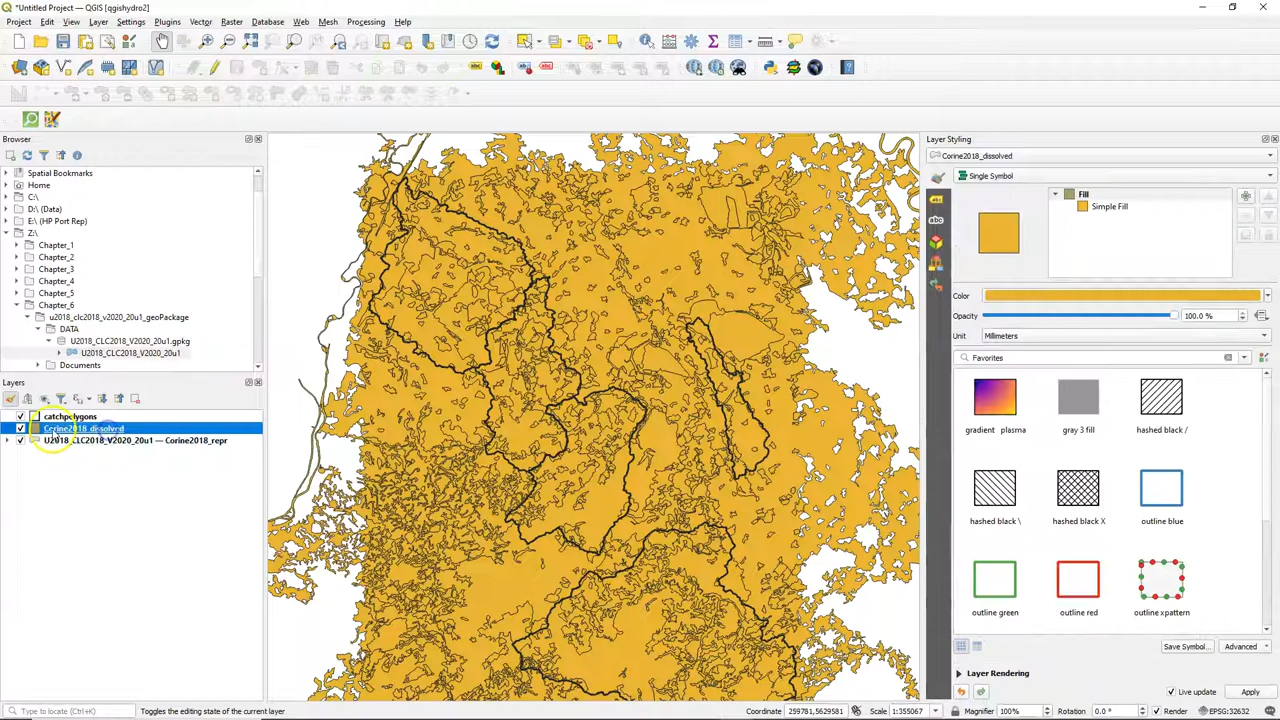 *Untitled Project — QGIS [qgishydro2]
Project Edit View Layer Settings Plugins Vector Raster Database Web Mesh Processing Help
Browser
Spatial Bookmarks
Home
C:\
D:\ (Data)
E:\ (HP Port Rep)
Z:\
Chapter_1
Chapter_2
Chapter_3
Chapter_4
Chapter_5
Chapter_6
u2018_clc2018_v2020_20u1_geoPackage
DATA
U2018_CLC2018_V2020_20u1.gpkg
U2018_CLC2018_V2020_20u1
Documents
Layers
catchpolygons
Corine2018_dissolved
U2018_CLC2018_V2020_20u1 — Corine2018_repr
Layer Styling
Corine2018_dissolved
Single Symbol
Fill
Simple Fill
Color
Opacity 100.0 %
Unit Millimeters
Favorites
gradient plasma
gray 3 fill
hashed black /
hashed black \
hashed black X
outline blue
outline green
outline red
outline xpattern
Save Symbol...
Advanced
Layer Rendering
Live update
Apply
Type to locate (Ctrl+K)
Toggles the editing state of the current layer
Coordinate 259781,5629581
Scale 1:355067
Magnifier 100%
Rotation 0.0 °
Render
EPSG:32632